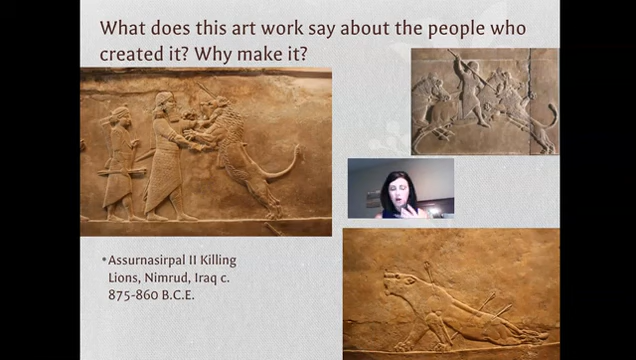 What does this art work say about the people who
created it? Why make it?
*Assurnasirpal II Killing
Lions, Nimrud, Iraq c.
875-860 B.C.E.